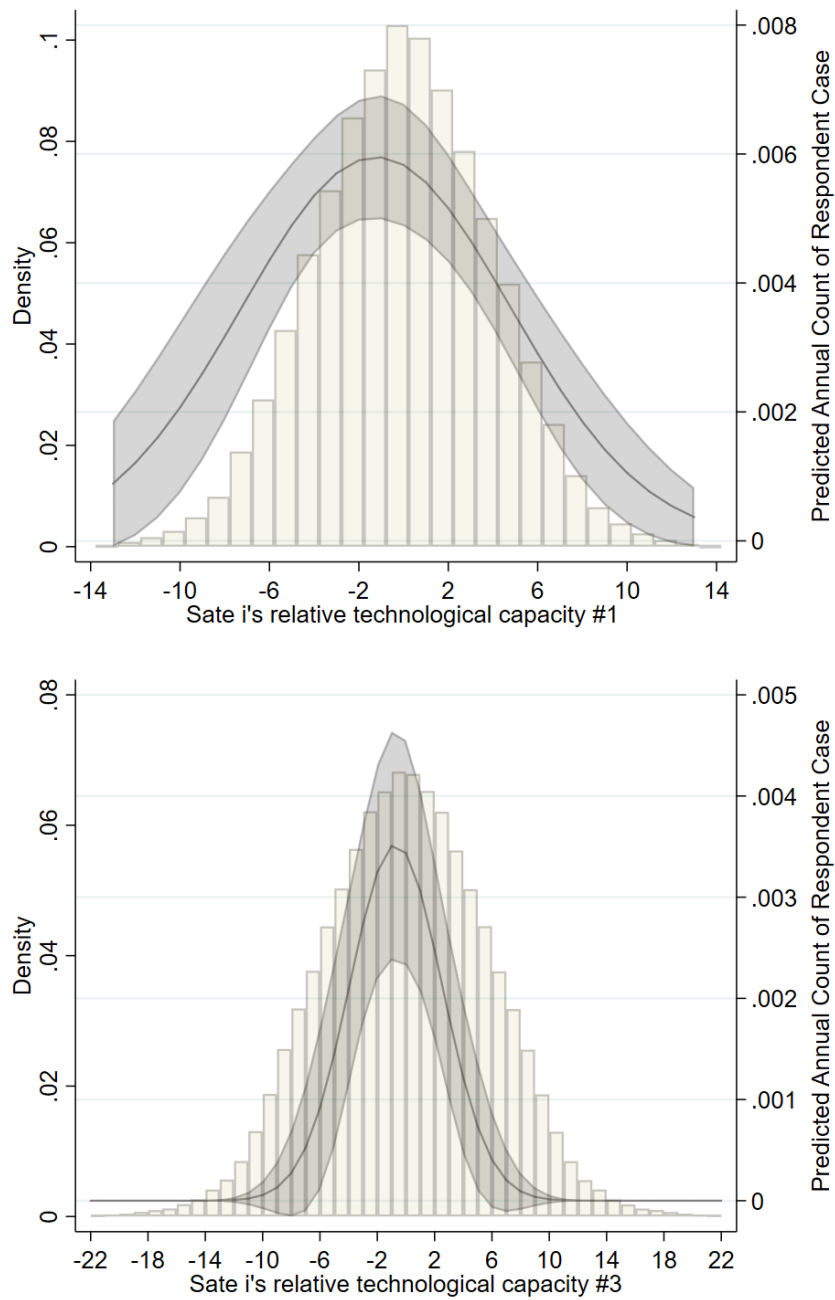 .1
.08
.06
.04
.02
0
Density
.008
.006
.004
.002
0
Predicted Annual Count of Respondent Case
-14 -10 -6 -2 2 6 10 14
Sate i's relative technological capacity #1
.08
.06
.04
.02
0
Density
.005
.004
.003
.002
.001
0
Predicted Annual Count of Respondent Case
-22 -18 -14 -10 -6 -2 2 6 10 14 18 22
Sate i's relative technological capacity #3